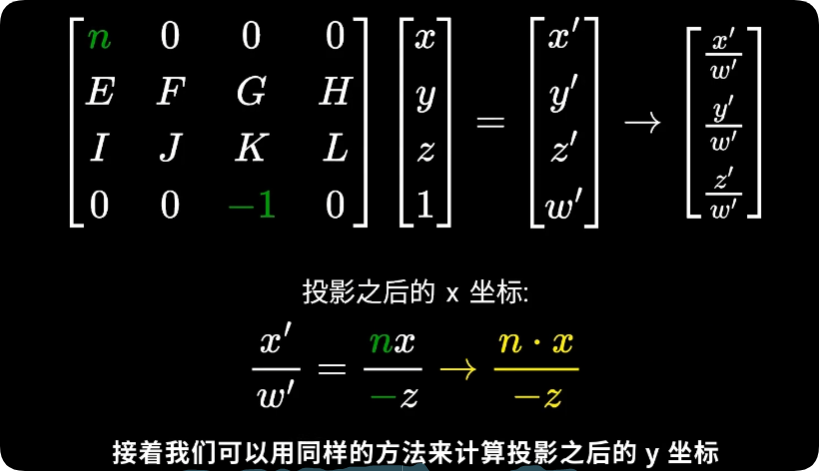 [n 0 0 0] [x] = [x′] → [x′/w′]
[E F G H] [y] [y′] [y′/w′]
[I J K L] [z] [z′] [z′/w′]
[0 0 −1 0] [1] [w′]
投影之后的 x 坐标:
x′/w′ = nx/−z → n · x/−z
接着我们可以用同样的方法来计算投影之后的 y 坐标